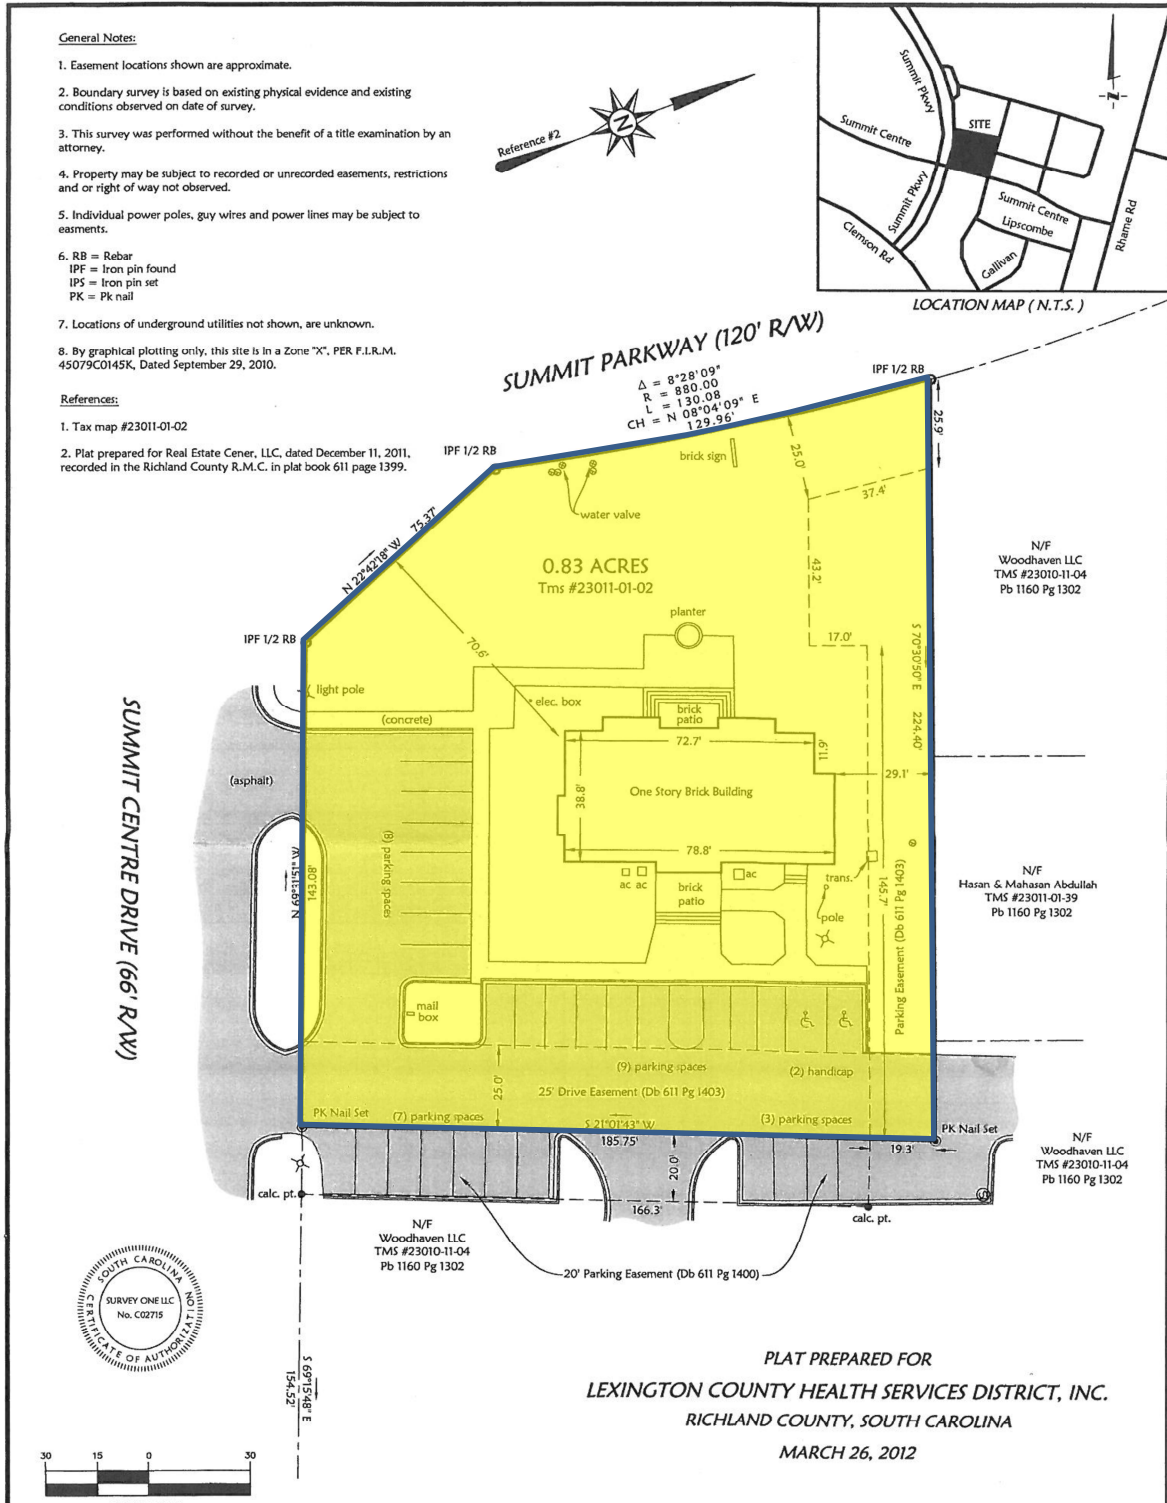 General Notes:
1. Easement locations shown are approximate.
2. Boundary survey is based on existing physical evidence and existing
conditions observed on date of survey.
3. This survey was performed without the benefit of a title examination by an
attorney.
4. Property may be subject to recorded or unrecorded easements, restrictions
and or right of way not observed.
5. Individual power poles, guy wires and power lines may be subject to
easments.
6. RB = Rebar
IPF = Iron pin found
IPS = Iron pin set
PK = Pk nail
7. Locations of underground utilities not shown, are unknown.
8. By graphical plotting only, this site is in a Zone "X", PER F.I.R.M.
45079C0145K, Dated September 29, 2010.
References:
1. Tax map #23011-01-02
2. Plat prepared for Real Estate Cener, LLC, dated December 11, 2011,
recorded in the Richland County R.M.C. in plat book 611 page 1399.
Reference #2
N
Summit Pkwy
Summit Centre
SITE
N
Summit Pkwy
Clemson Rd
Summit Centre
Lipscombe
Gallivan
Rhame Rd
LOCATION MAP ( N.T.S. )
SUMMIT PARKWAY (120' R/W)
Δ = 8°28'09"
R = 880.00
L = 130.08
CH = N 08°04'09" E
129.96'
IPF 1/2 RB
25.9'
IPF 1/2 RB
brick sign
25.0'
37.4'
water valve
N 22°42'18" W
75.37'
0.83 ACRES
Tms #23011-01-02
43.2'
N/F
Woodhaven LLC
TMS #23010-11-04
Pb 1160 Pg 1302
planter
IPF 1/2 RB
70.6'
17.0'
S 70°30'50" E
224.40'
light pole
elec. box
(concrete)
brick
patio
72.7'
11.9'
29.1'
SUMMIT CENTRE DRIVE (66' R/W)
(asphalt)
38.8'
One Story Brick Building
78.8'
(8) parking
spaces
143.08'
ac ac
ac
trans.
brick
patio
pole
145.7'
Parking Easement (Db 611 Pg 1403)
N/F
Hasan & Mahasan Abdullah
TMS #23011-01-39
Pb 1160 Pg 1302
mail
box
(9) parking spaces
(2) handicap
25.0'
25' Drive Easement (Db 611 Pg 1403)
PK Nail Set
(7) parking spaces
S 21°01'43" W
185.75'
(3) parking spaces
PK Nail Set
19.3'
20.0'
N/F
Woodhaven LLC
TMS #23010-11-04
Pb 1160 Pg 1302
calc. pt.
166.3'
S
calc. pt.
N/F
Woodhaven LLC
TMS #23010-11-04
Pb 1160 Pg 1302
20' Parking Easement (Db 611 Pg 1400)
SOUTH CAROLINA
SURVEY ONE LLC
No. C02715
CERTIFICATE OF AUTHORIZATION
S 69°15'48" E
154.52'
PLAT PREPARED FOR
LEXINGTON COUNTY HEALTH SERVICES DISTRICT, INC.
RICHLAND COUNTY, SOUTH CAROLINA
MARCH 26, 2012
30 15 0 30